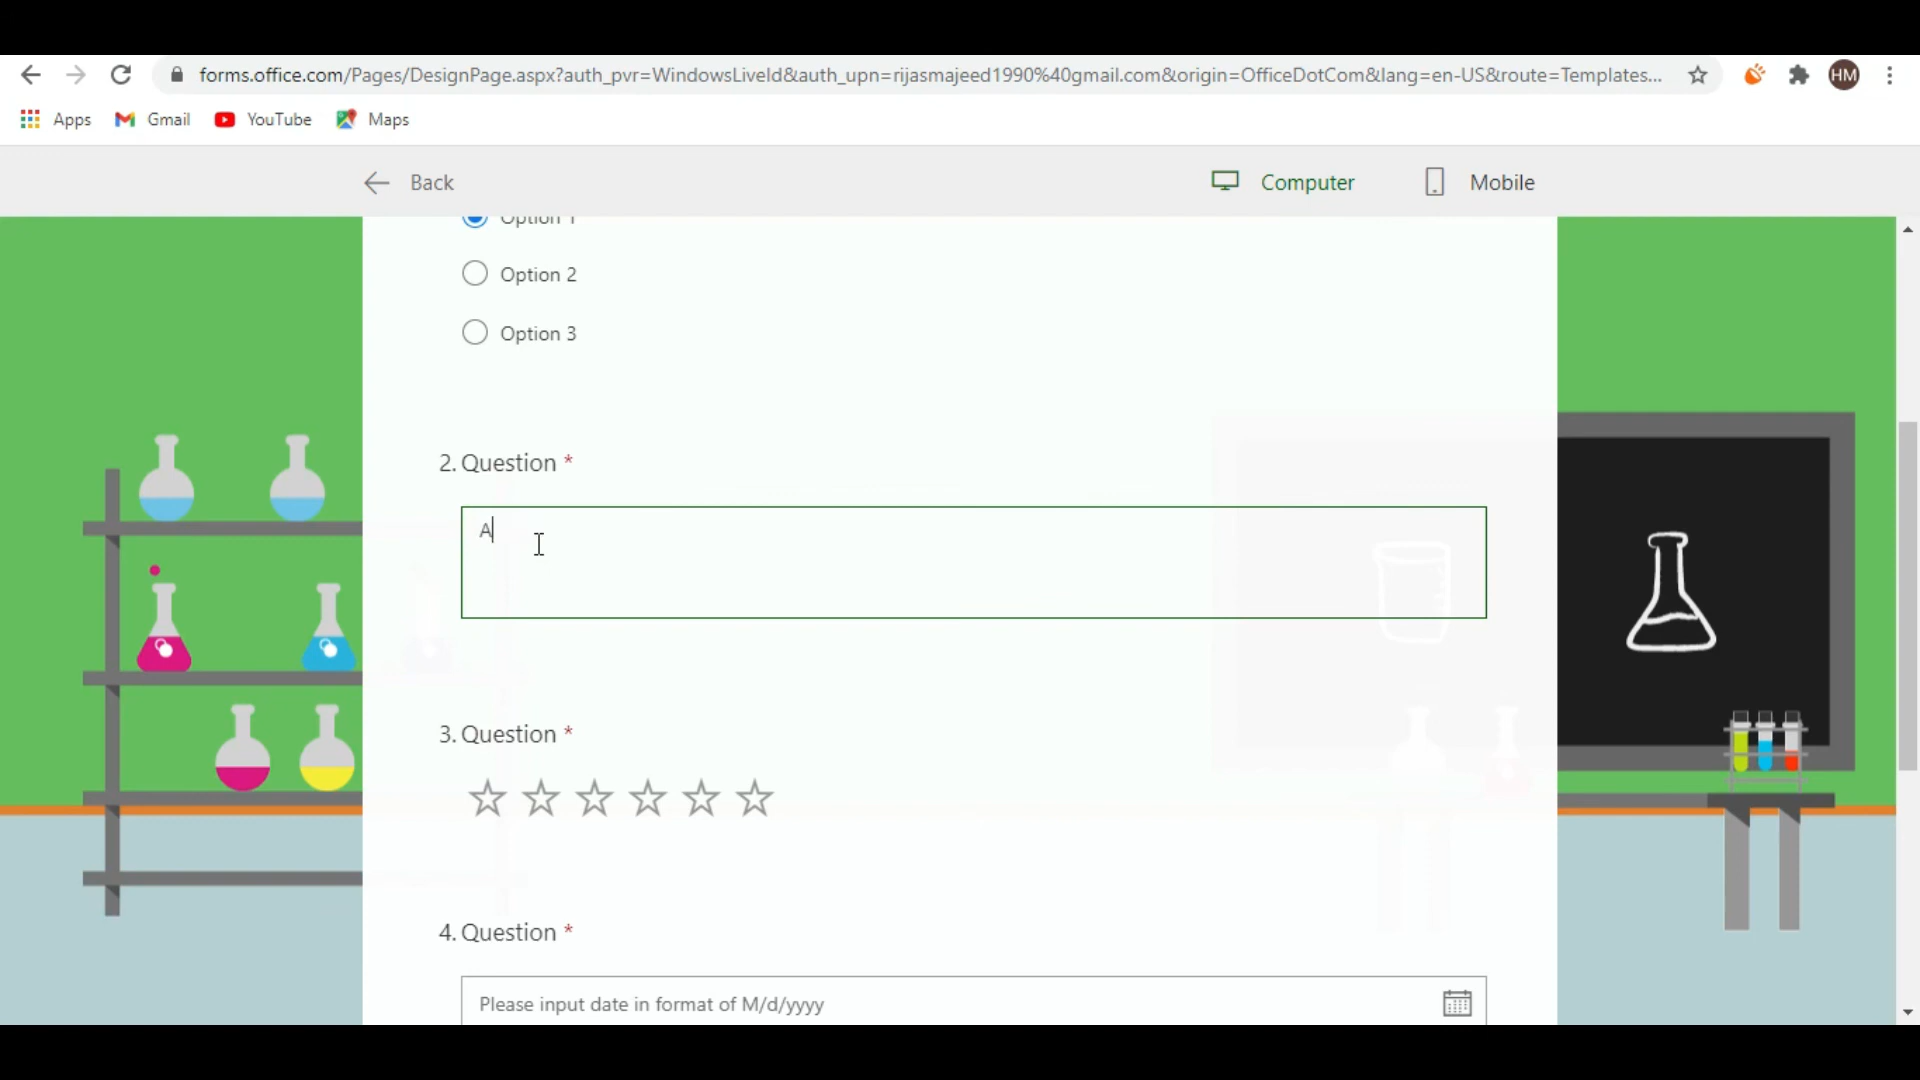 forms.office.com/Pages/DesignPage.aspx?auth_pvr=WindowsLiveId&auth_upn=rijasmajeed1990%40gmail.com&origin=OfficeDotCom&lang=en-US&route=Templates...
HM
Apps
Gmail
YouTube
Maps
Back
Computer
Mobile
Option 1
Option 2
Option 3
2. Question *
A
3. Question *
4. Question *
Please input date in format of M/d/yyyy